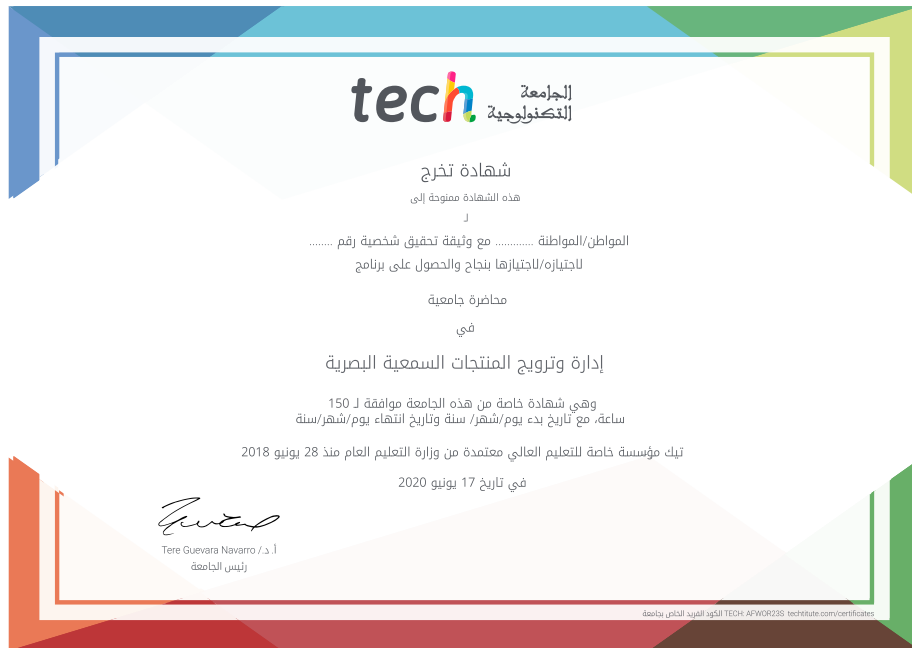 tech الجامعة
التكنولوجية
شهادة تخرج
هذه الشهادة ممنوحة إلى
لـ
المواطن/المواطنة ............. مع وثيقة تحقيق شخصية رقم ........
لاجتيازه/لاجتيازها بنجاح والحصول على برنامج
محاضرة جامعية
في
إدارة وترويج المنتجات السمعية البصرية
وهي شهادة خاصة من هذه الجامعة موافقة لـ 150
ساعة، مع تاريخ بدء يوم/شهر/ سنة وتاريخ انتهاء يوم/شهر/سنة
تيك مؤسسة خاصة للتعليم العالي معتمدة من وزارة التعليم العام منذ 28 يونيو 2018
في تاريخ 17 يونيو 2020
أ. د./ Tere Guevara Navarro
رئيس الجامعة
الكود الفريد الخاص بجامعة TECH: AFWOR23S techtitute.com/certificates